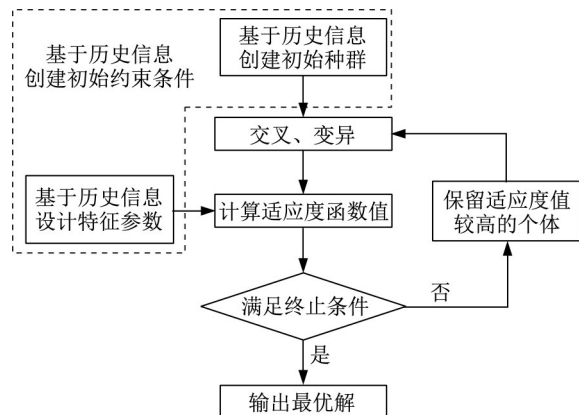 基于历史信息
创建初始约束条件
基于历史信息
创建初始种群
交叉、变异
基于历史信息
设计特征参数
计算适应度函数值
保留适应度值
较高的个体
满足终止条件
否
是
输出最优解